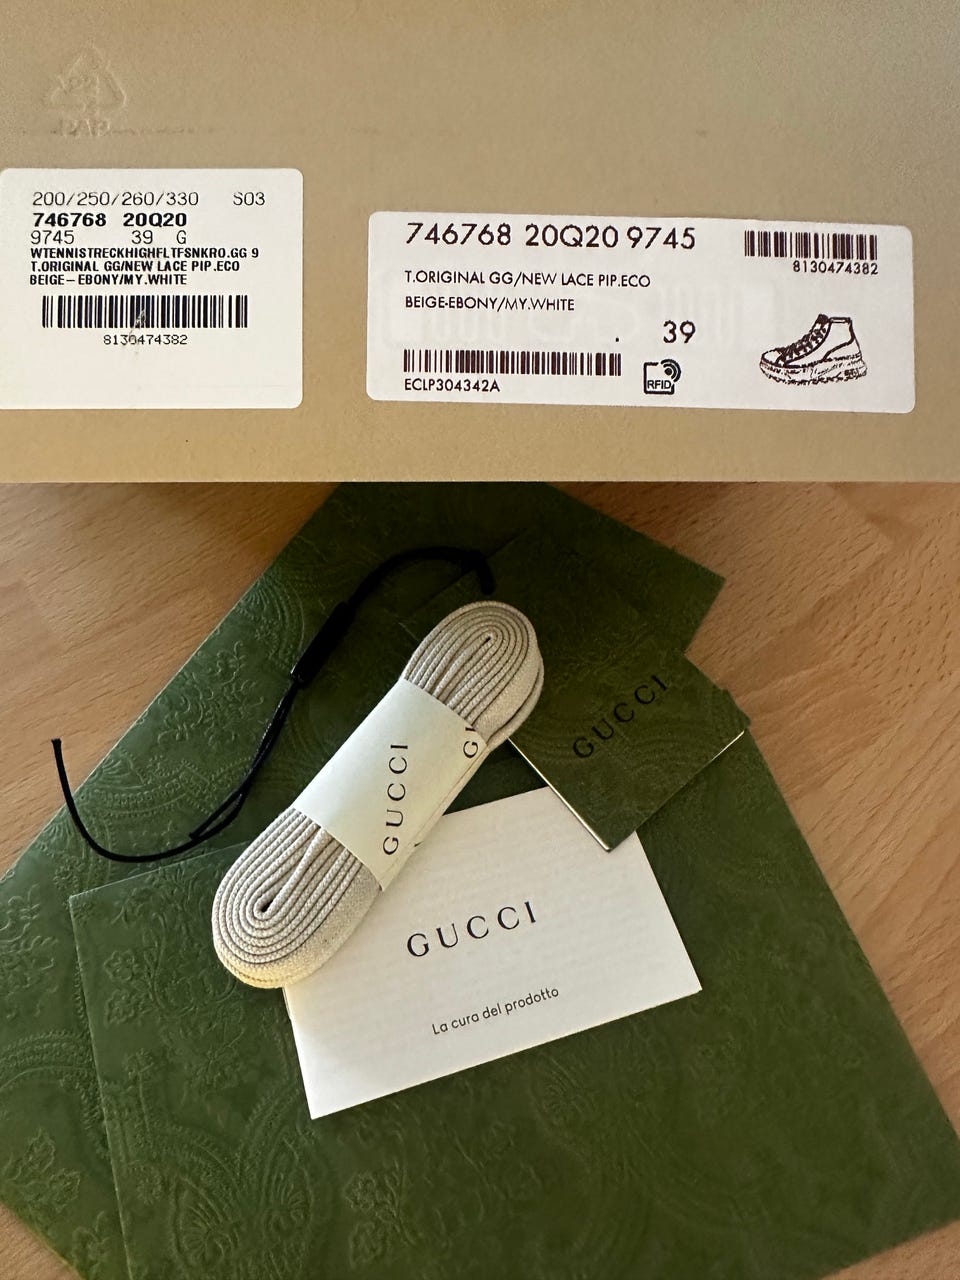 200/250/260/330 S03
746768 20Q20
9745 39 G
WTENNISTRECKHIGHFLTFSNKRO.GG 9
T.ORIGINAL GG/NEW LACE PIP.ECO
BEIGE-EBONY/MY.WHITE
8130474382
746768 20Q20 9745
8130474382
T.ORIGINAL GG/NEW LACE PIP.ECO
BEIGE-EBONY/MY.WHITE
. 39
ECLP304342A
RFID
GUCCI
GUCCI
GU
GUCCI
La cura del prodotto